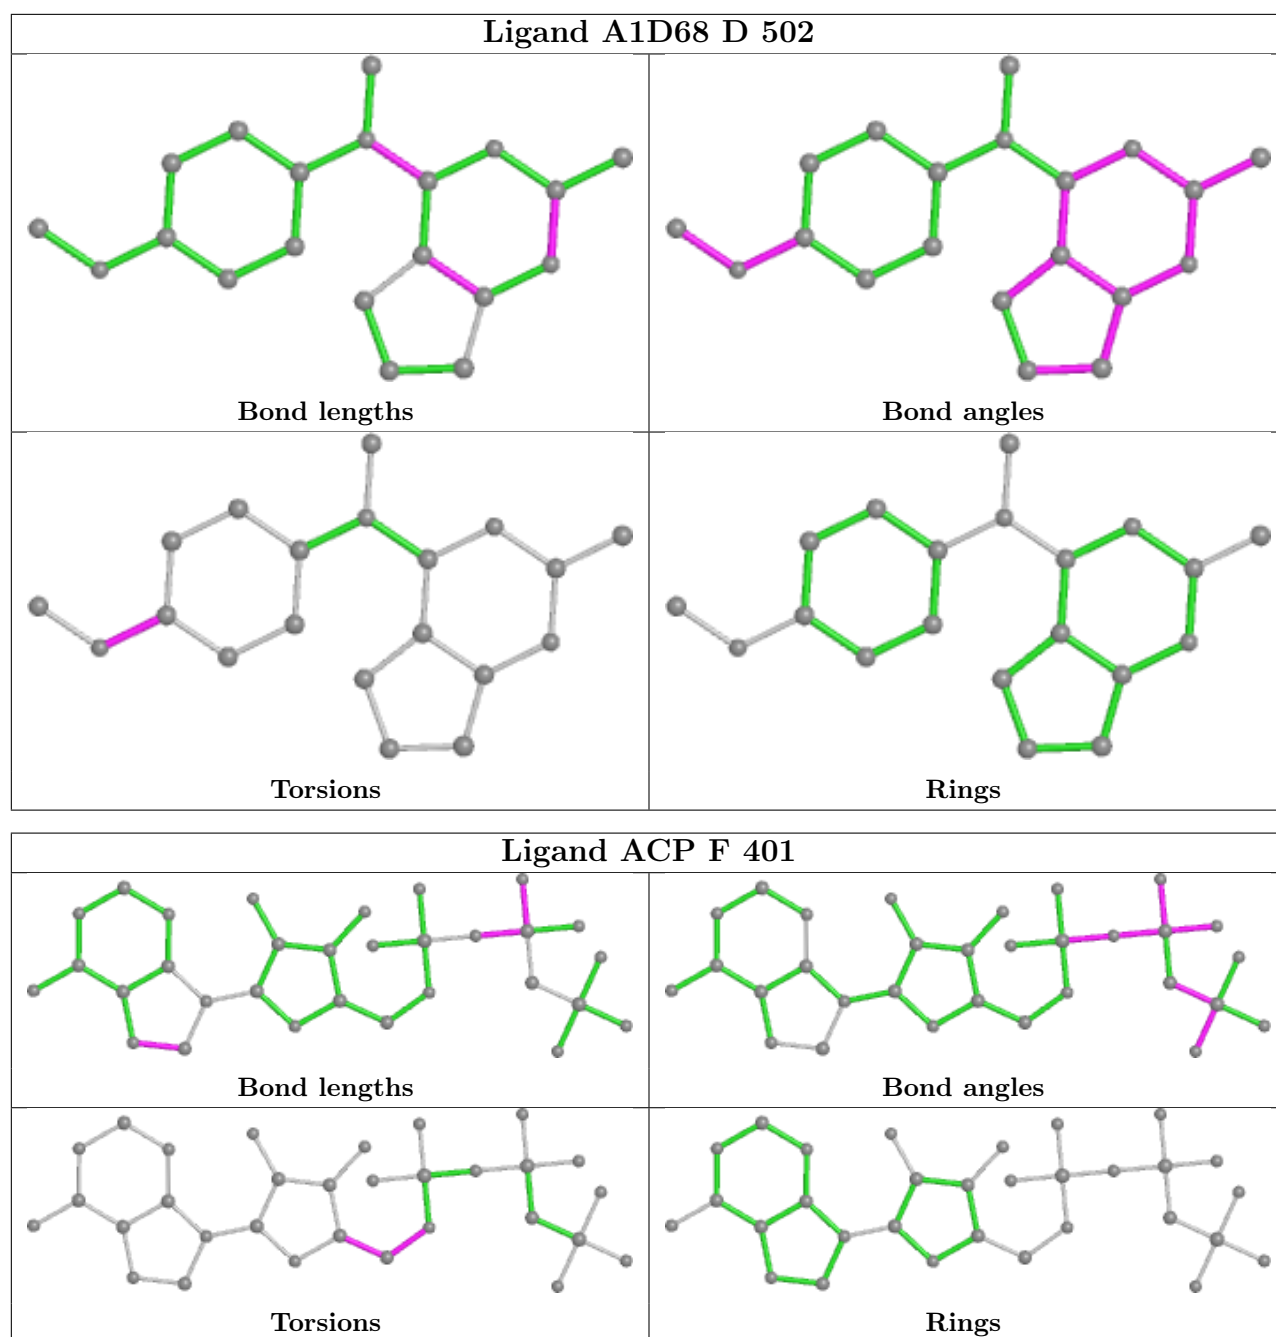 Ligand A1D68 D 502
Bond lengths
Bond angles
Torsions
Rings
Ligand ACP F 401
Bond lengths
Bond angles
Torsions
Rings